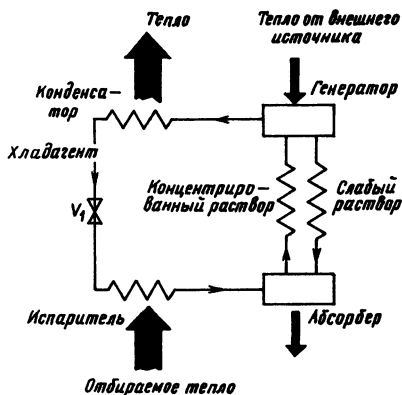 Тепло
Тепло от внешнего
источника
Конденса-
тор
Генератор
Хладагент
V1
Концентриро-
ванный раствор
Слабый
раствор
Испаритель
Абсорбер
Отбираемое тепло